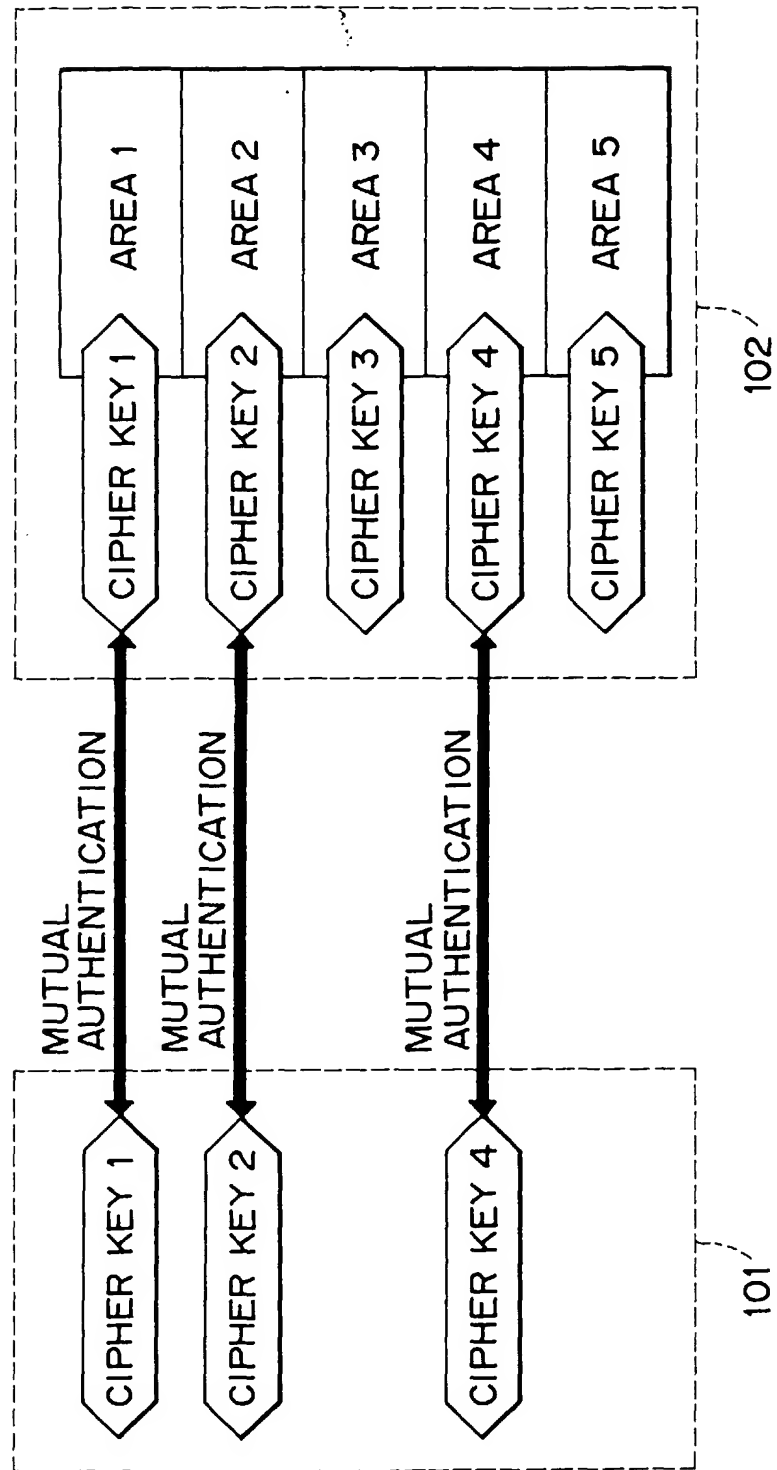 CIPHER KEY 1
CIPHER KEY 2
CIPHER KEY 4
101
MUTUAL
AUTHENTICATION
MUTUAL
AUTHENTICATION
MUTUAL
AUTHENTICATION
CIPHER KEY 1
AREA 1
CIPHER KEY 2
AREA 2
CIPHER KEY 3
AREA 3
CIPHER KEY 4
AREA 4
CIPHER KEY 5
AREA 5
102